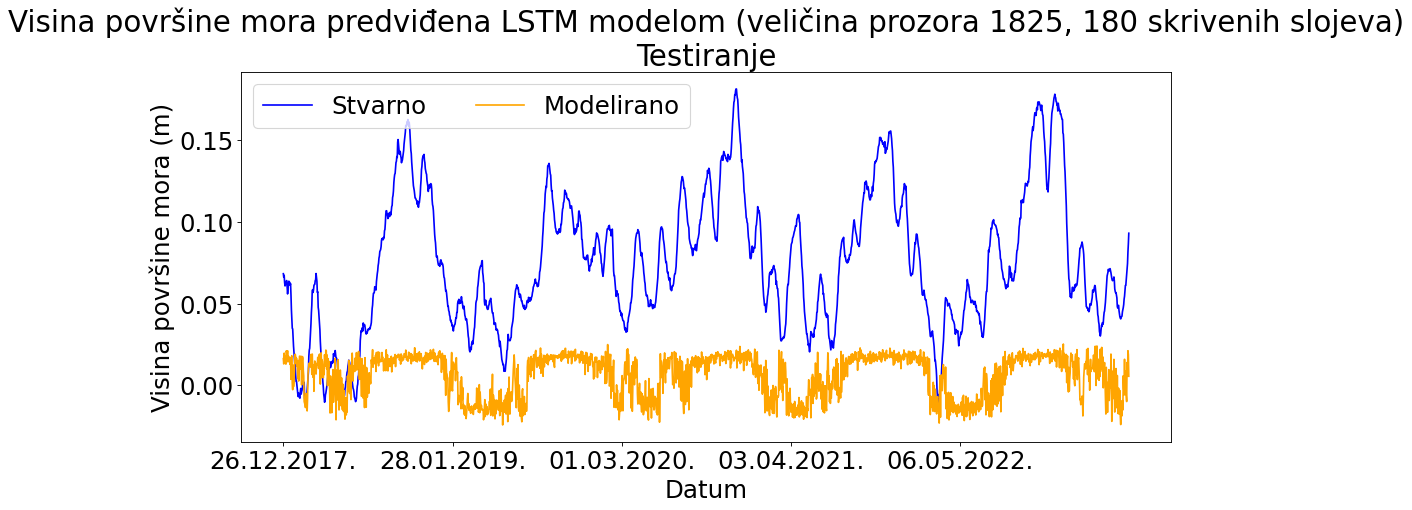 Visina površine mora predviđena LSTM modelom (veličina prozora 1825, 180 skrivenih slojeva)
Testiranje
Stvarno Modelirano
Visina površine mora (m)
0.15
0.10
0.05
0.00
26.12.2017. 28.01.2019. 01.03.2020. 03.04.2021. 06.05.2022.
Datum